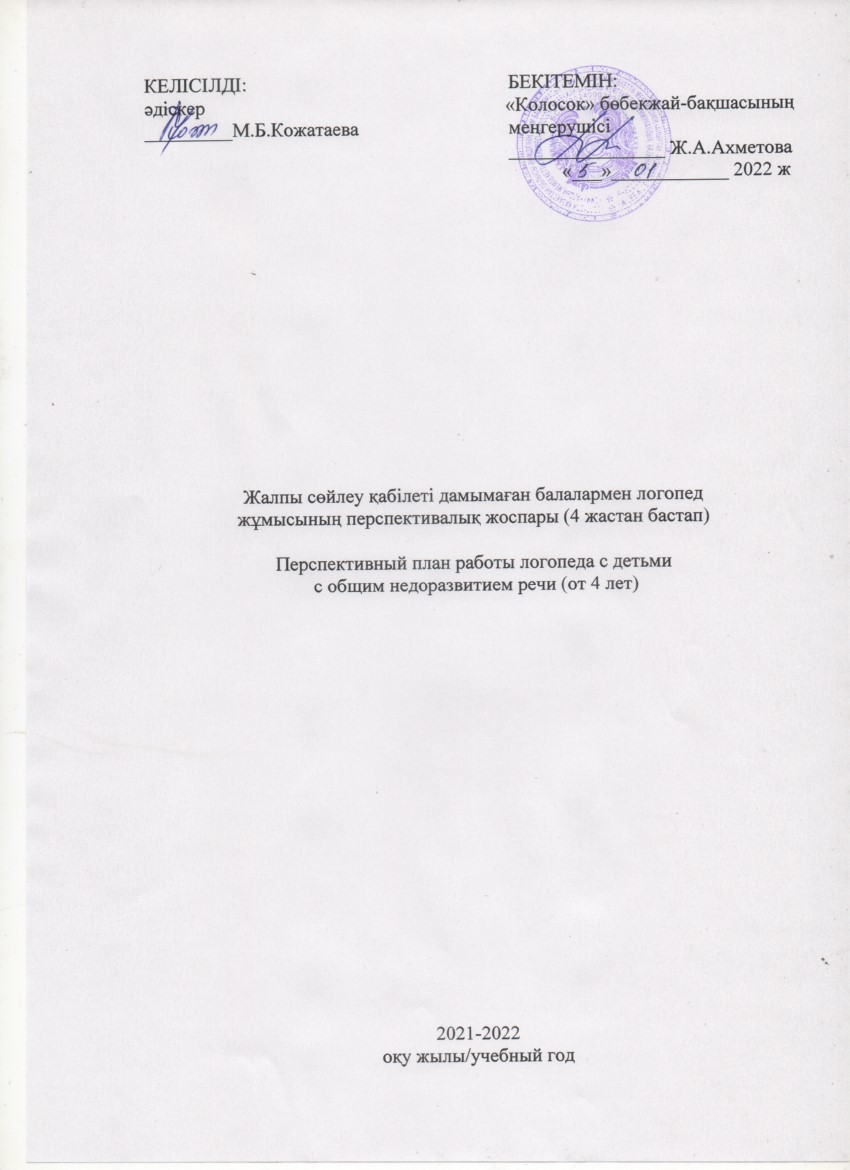 КЕЛІСІЛДІ:
әдіскер
__________М.Б.Кожатаева
БЕКІТЕМІН:
«Колосок» бөбекжай-бақшасының
меңгерушісі
________________ Ж.А.Ахметова
«5» 01 2022 ж
Жалпы сөйлеу қабілеті дамымаған балалармен логопед
жұмысының перспективалық жоспары (4 жастан бастап)
Перспективный план работы логопеда с детьми
с общим недоразвитием речи (от 4 лет)
2021-2022
оқу жылы/учебный год